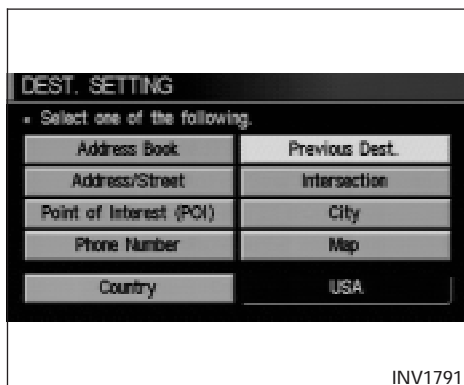 DEST. SETTING
• Select one of the following.
Address Book Previous Dest.
Address/Street Intersection
Point of Interest (POI) City
Phone Number Map
Country USA
INV1791